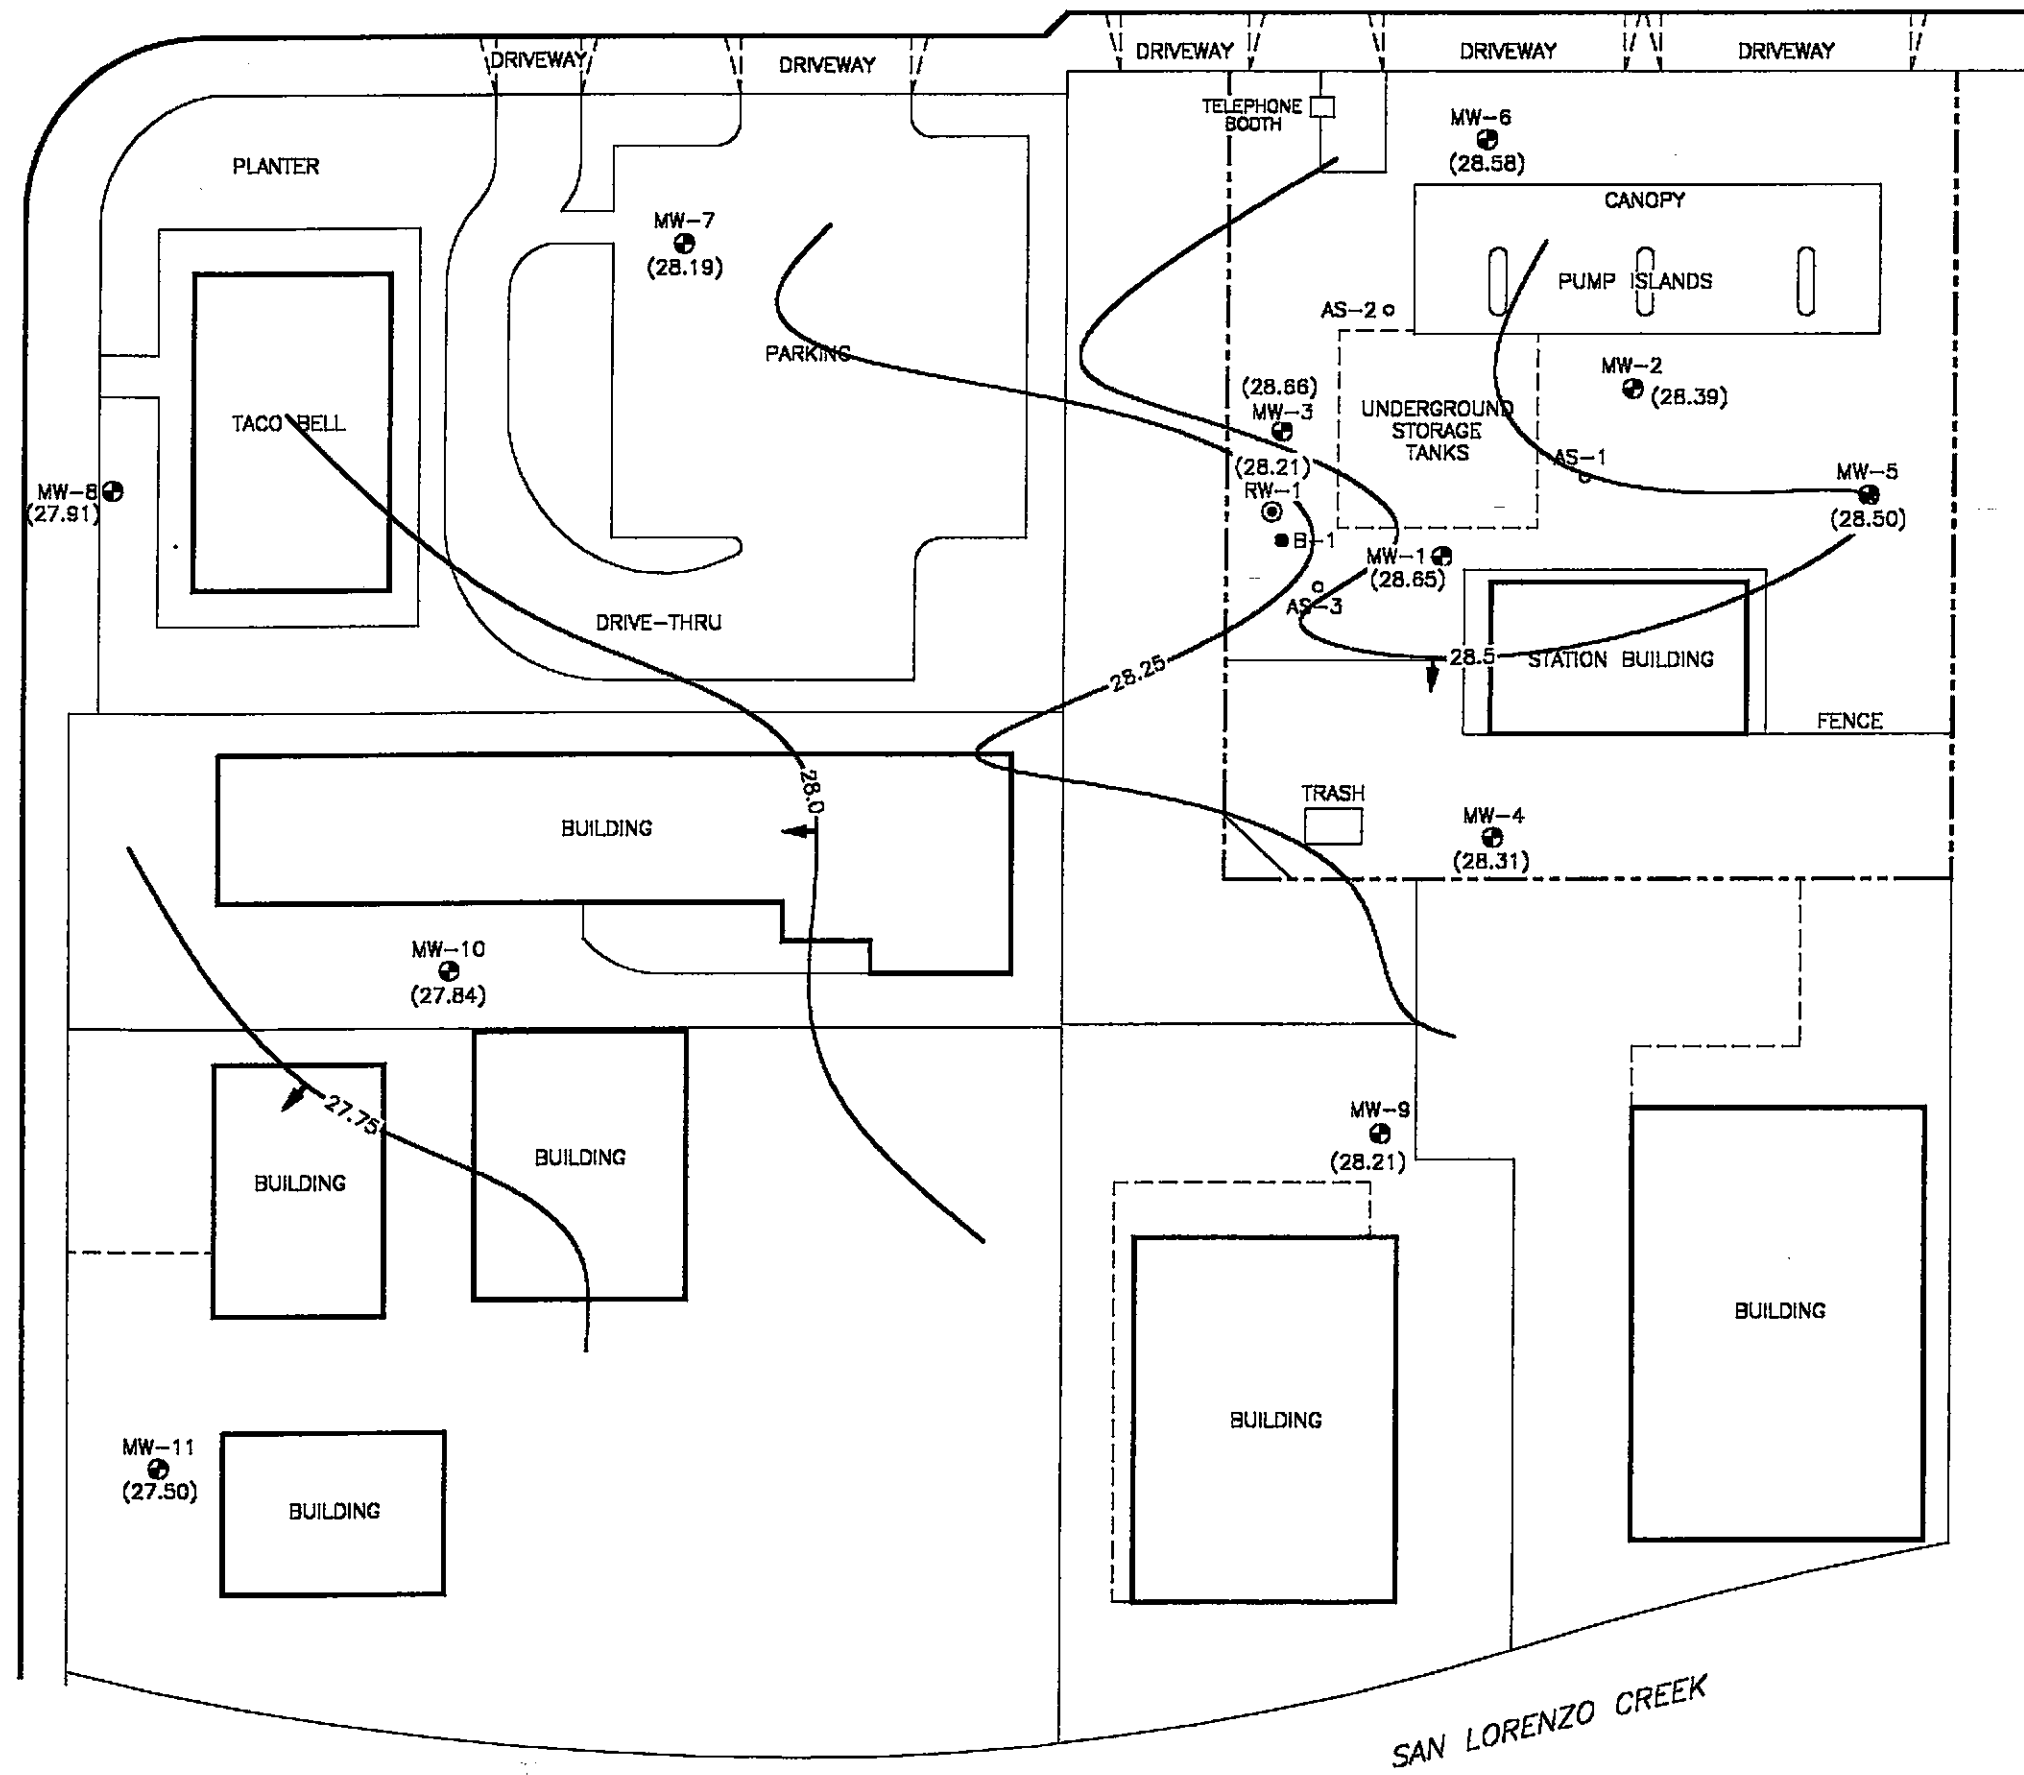 DRIVEWAY
DRIVEWAY
DRIVEWAY
DRIVEWAY
DRIVEWAY
TELEPHONE
BOOTH
MW-6
(28.58)
PLANTER
CANOPY
MW-7
(28.19)
PUMP ISLANDS
AS-2
PARKING
MW-2
(28.39)
(28.66)
MW-3
UNDERGROUND
STORAGE
TANKS
TACO BELL
(28.21)
RW-1
AS-1
MW-5
(28.50)
MW-8
(27.91)
B-1
MW-1
(28.65)
AS-3
DRIVE-THRU
28.25
28.5
STATION BUILDING
FENCE
28.0
TRASH
BUILDING
MW-4
(28.31)
MW-10
(27.84)
27.75
MW-9
(28.21)
BUILDING
BUILDING
BUILDING
BUILDING
MW-11
(27.50)
BUILDING
SAN LORENZO CREEK